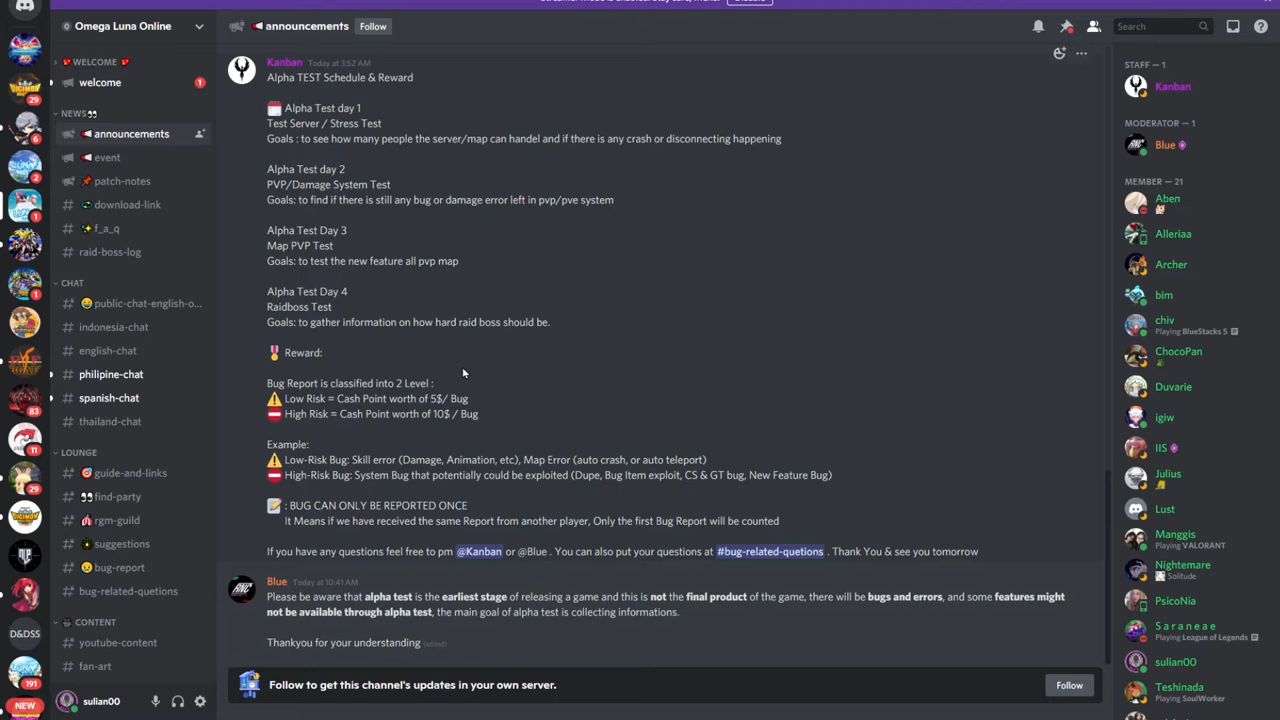 Omega Luna Online
announcements
Follow
Search
WELCOME
welcome
1
NEWS
announcements
event
patch-notes
download-link
f_a_q
raid-boss-log
CHAT
public-chat-english-o...
indonesia-chat
english-chat
philipine-chat
spanish-chat
thailand-chat
LOUNGE
guide-and-links
find-party
rgm-guild
suggestions
bug-report
bug-related-quetions
CONTENT
youtube-content
fan-art
sulian00
29
6
2
1
1
83
11
29
D&DSS
191
NEW
Kanban Today at 3:52 AM
Alpha TEST Schedule & Reward
Alpha Test day 1
Test Server / Stress Test
Goals : to see how many people the server/map can handel and if there is any crash or disconnecting happening
Alpha Test day 2
PVP/Damage System Test
Goals: to find if there is still any bug or damage error left in pvp/pve system
Alpha Test Day 3
Map PVP Test
Goals: to test the new feature all pvp map
Alpha Test Day 4
Raidboss Test
Goals: to gather information on how hard raid boss should be.
Reward:
Bug Report is classified into 2 Level :
Low Risk = Cash Point worth of 5$/ Bug
High Risk = Cash Point worth of 10$ / Bug
Example:
Low-Risk Bug: Skill error (Damage, Animation, etc), Map Error (auto crash, or auto teleport)
High-Risk Bug: System Bug that potentially could be exploited (Dupe, Bug Item exploit, CS & GT bug, New Feature Bug)
: BUG CAN ONLY BE REPORTED ONCE
It Means if we have received the same Report from another player, Only the first Bug Report will be counted
If you have any questions feel free to pm @Kanban or @Blue . You can also put your questions at #bug-related-quetions . Thank You & see you tomorrow
Blue Today at 10:41 AM
Please be aware that alpha test is the earliest stage of releasing a game and this is not the final product of the game, there will be bugs and errors, and some features might
not be available through alpha test, the main goal of alpha test is collecting informations.
Thankyou for your understanding (edited)
Follow to get this channel's updates in your own server.
Follow
STAFF — 1
Kanban
MODERATOR — 1
Blue
MEMBER — 21
Aben
Alleriaa
Archer
bim
chiv
Playing BlueStacks 5
ChocoPan
Duvarie
igiw
IIS
Julius
Lust
Manggis
Playing VALORANT
Nightemare
Solitude
PsicoNia
S a r a n e a e
Playing League of Legends
sulian00
Teshinada
Playing SoulWorker